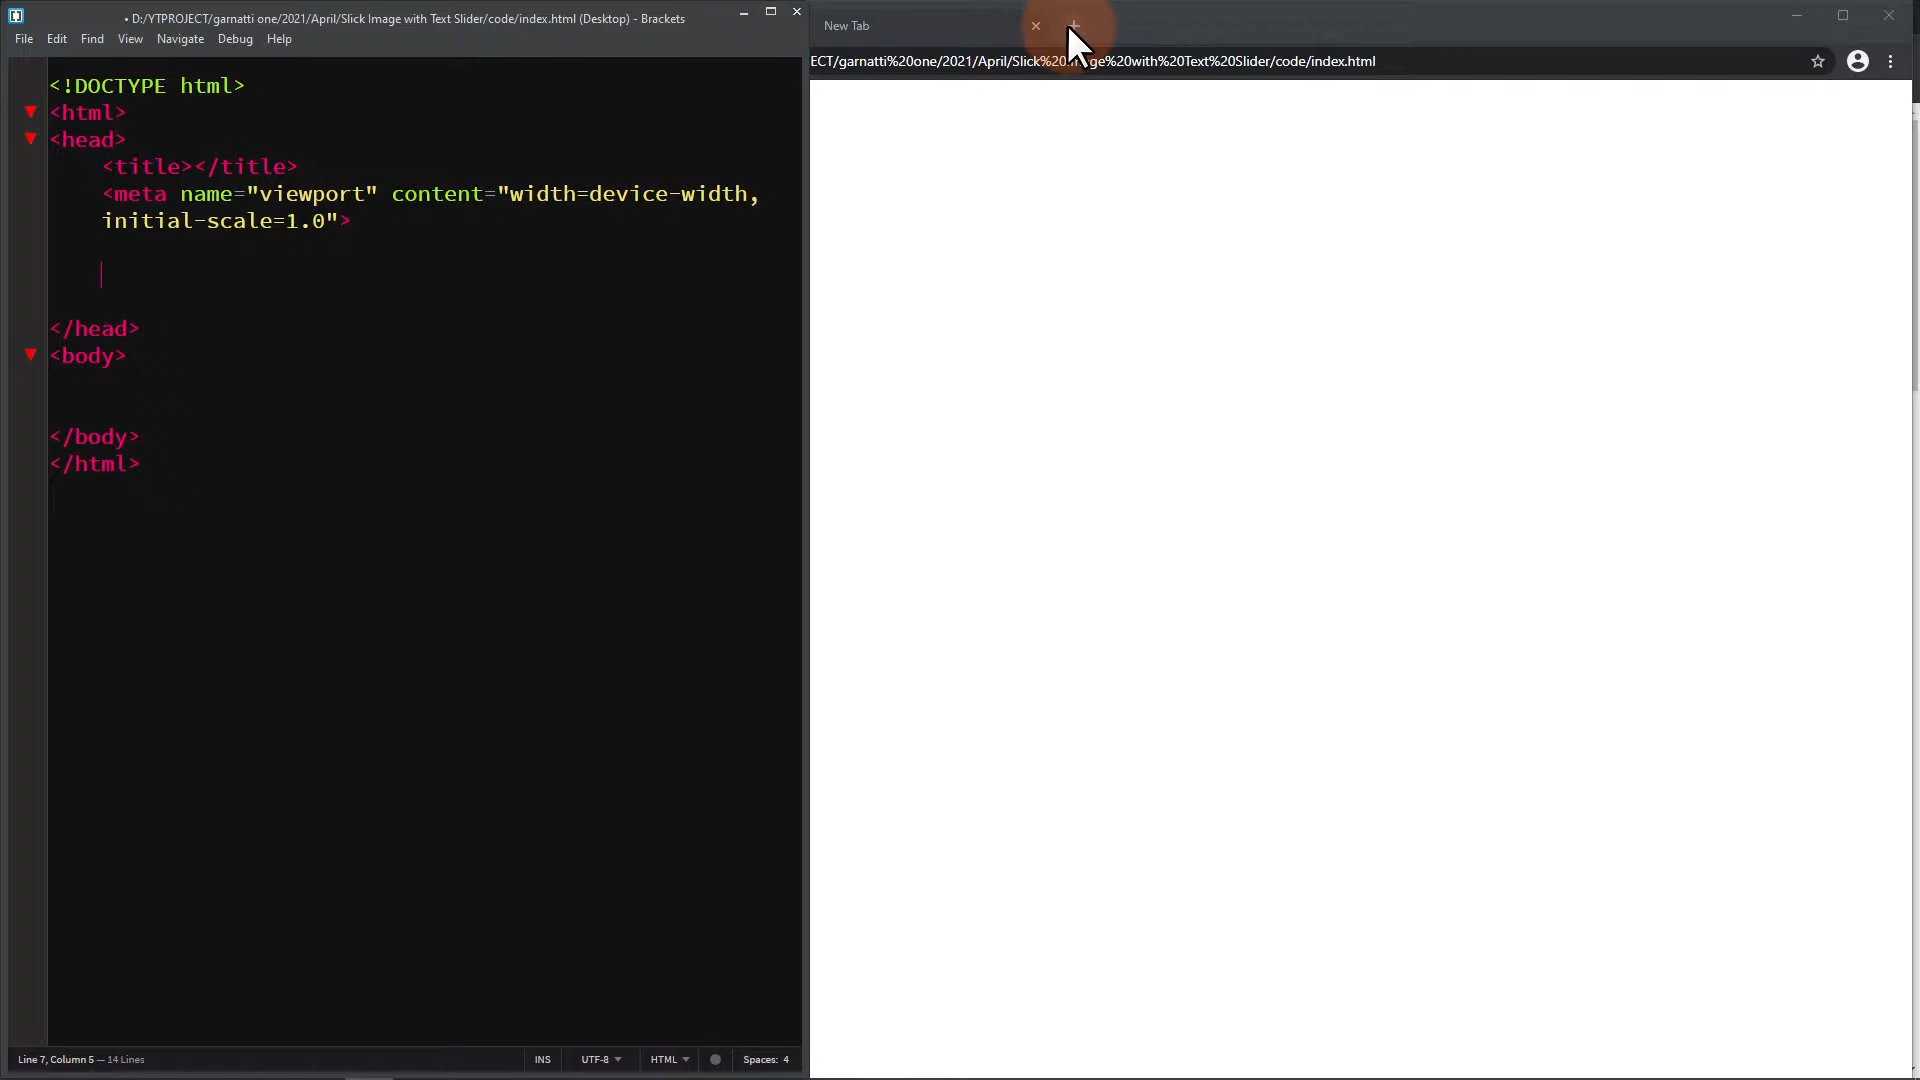 • D:/YTPROJECT/garnatti one/2021/April/Slick Image with Text Slider/code/index.html (Desktop) - Brackets
File Edit Find View Navigate Debug Help
<!DOCTYPE html>
<html>
<head>
<title></title>
<meta name="viewport" content="width=device-width,
initial-scale=1.0">
</head>
<body>
</body>
</html>
Line 7, Column 5 — 14 Lines
INS UTF-8 HTML Spaces: 4
New Tab
ECT/garnatti%20one/2021/April/Slick%20 %20with%20Text%20Slider/code/index.html